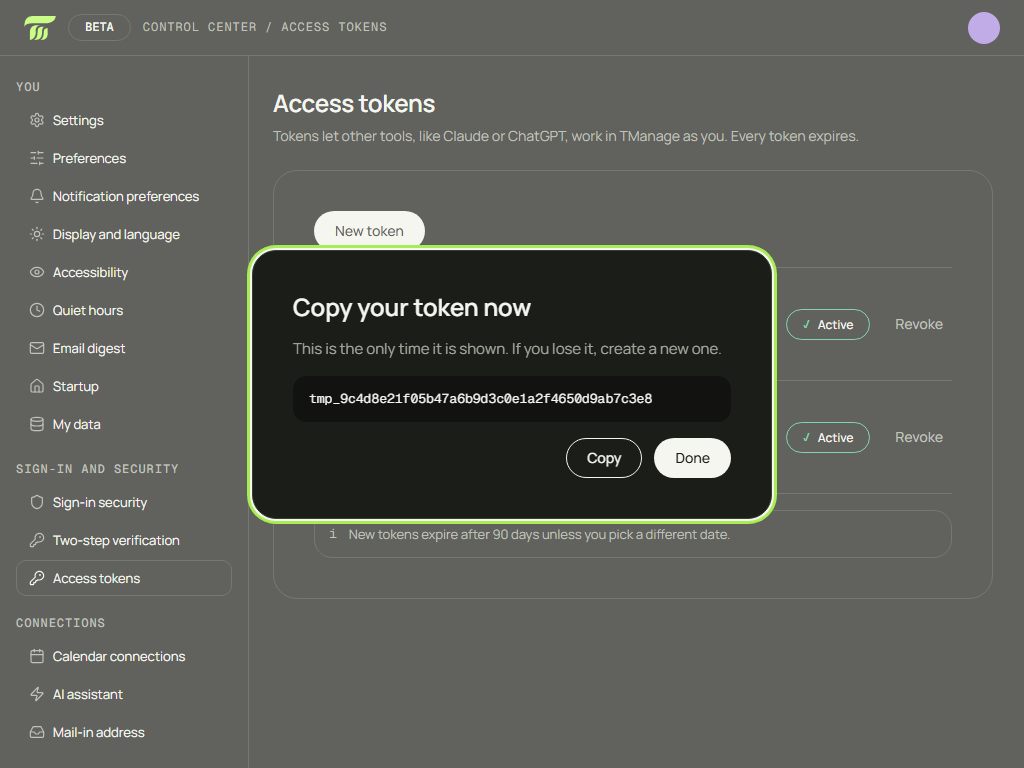 BETA
CONTROL CENTER / ACCESS TOKENS
YOU
Settings
Preferences
Notification preferences
Display and language
Accessibility
Quiet hours
Email digest
Startup
My data
SIGN-IN AND SECURITY
Sign-in security
Two-step verification
Access tokens
CONNECTIONS
Calendar connections
AI assistant
Mail-in address
Access tokens
Tokens let other tools, like Claude or ChatGPT, work in TManage as you. Every token expires.
New token
✓ Active
Revoke
✓ Active
Revoke
Copy your token now
This is the only time it is shown. If you lose it, create a new one.
tmp_9c4d8e21f05b47a6b9d3c0e1a2f4650d9ab7c3e8
Copy
Done
i New tokens expire after 90 days unless you pick a different date.